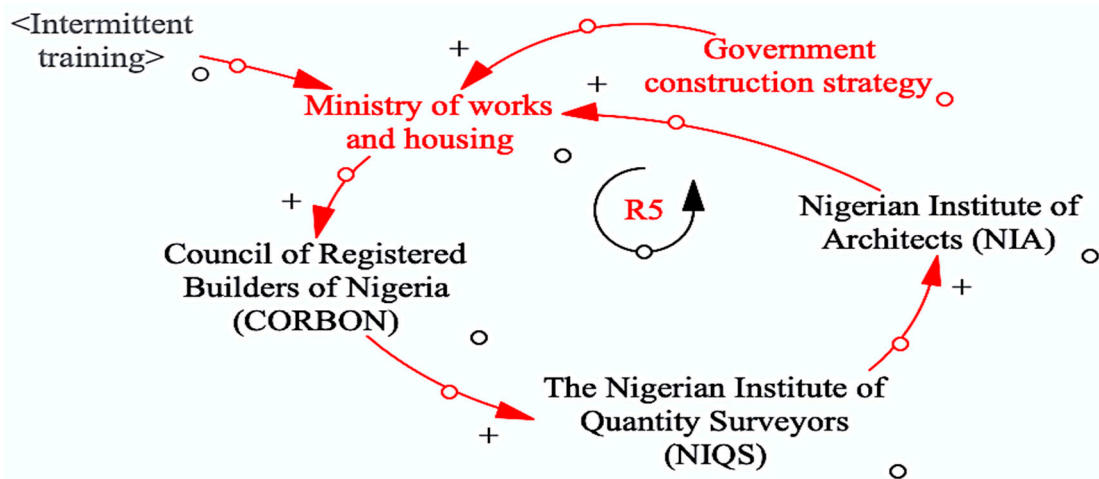 <Intermittent
training>
+
Government
construction strategy
+
Ministry of works
and housing
R5
+
Nigerian Institute of
Architects (NIA)
Council of Registered
Builders of Nigeria
(CORBON)
+
The Nigerian Institute of
Quantity Surveyors
(NIQS)
+